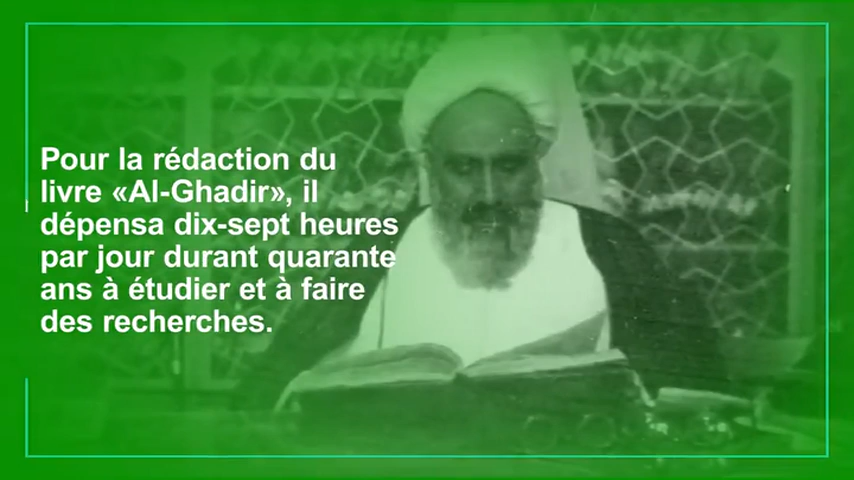 Pour la rédaction du
livre «Al-Ghadir», il
dépensa dix-sept heures
par jour durant quarante
ans à étudier et à faire
des recherches.